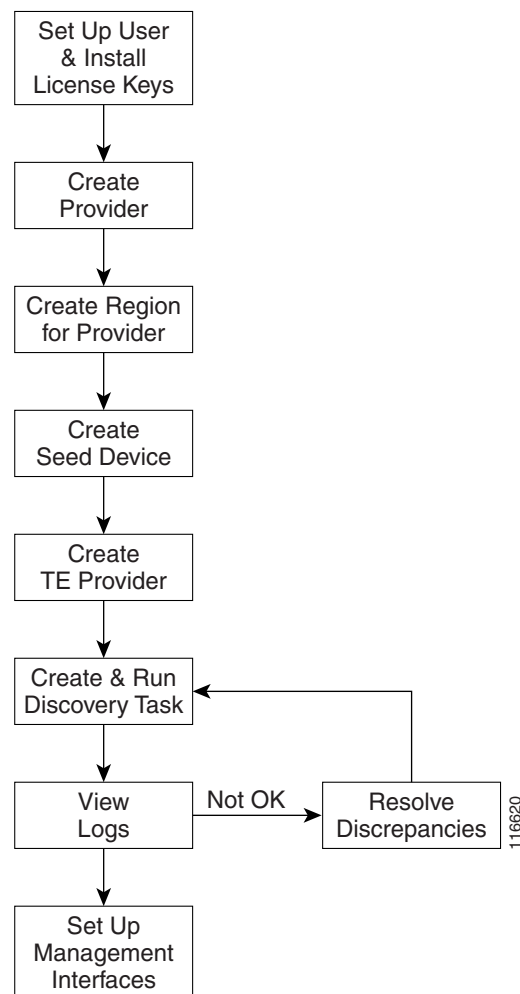 Set Up User
& Install
License Keys
Create
Provider
Create Region
for Provider
Create
Seed Device
Create
TE Provider
Create & Run
Discovery Task
View
Logs
Not OK
Resolve
Discrepancies
116620
Set Up
Management
Interfaces